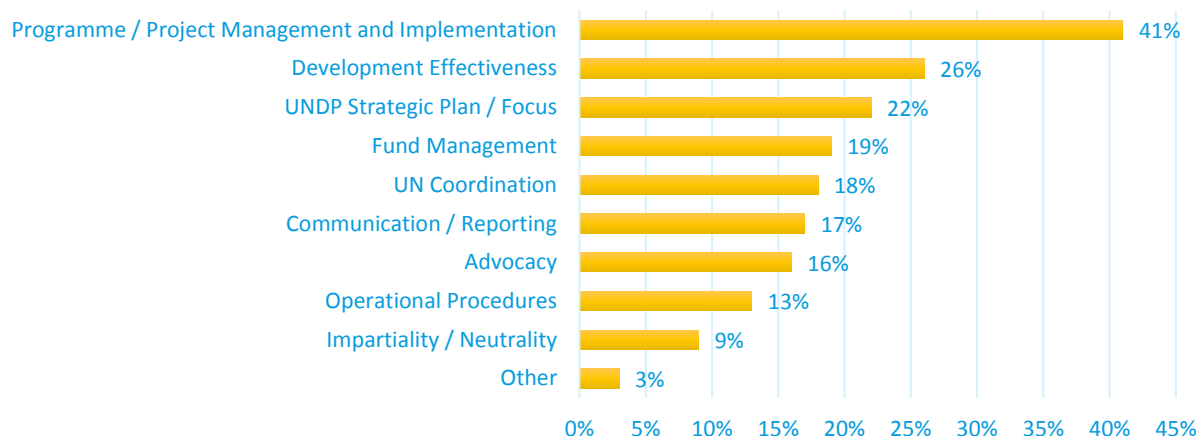 Programme / Project Management and Implementation 41%
Development Effectiveness 26%
UNDP Strategic Plan / Focus 22%
Fund Management 19%
UN Coordination 18%
Communication / Reporting 17%
Advocacy 16%
Operational Procedures 13%
Impartiality / Neutrality 9%
Other 3%
0% 5% 10% 15% 20% 25% 30% 35% 40% 45%